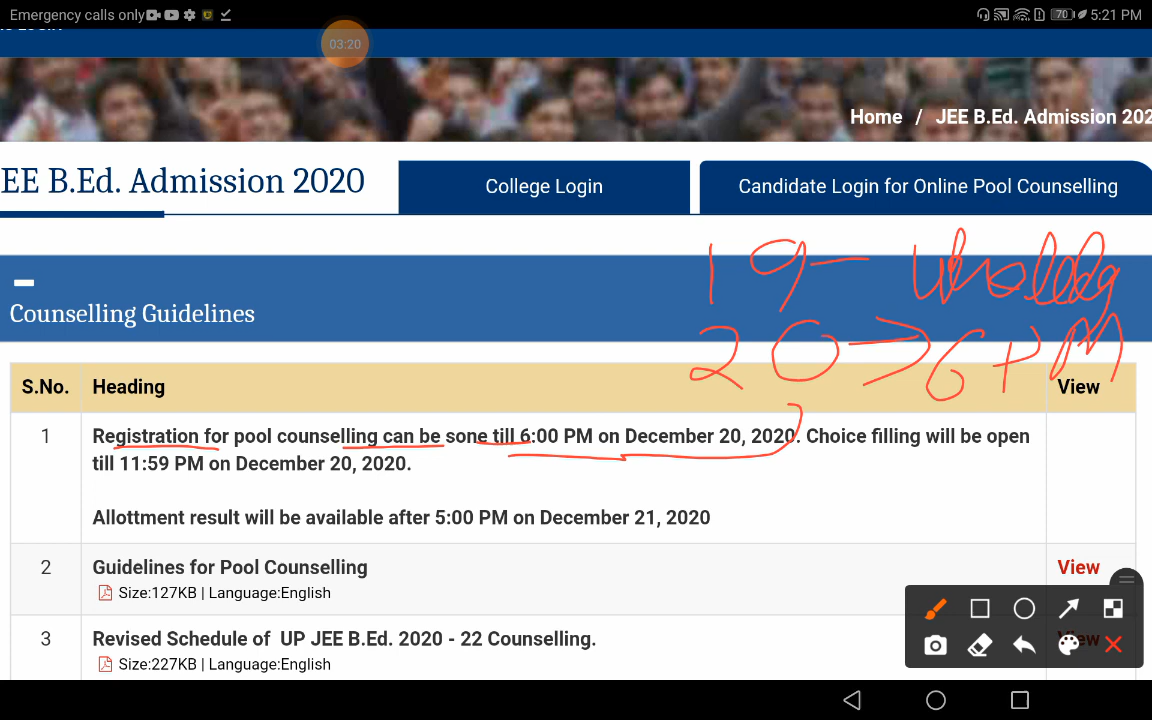 Emergency calls only 70 5:21 PM
03:20
Home / JEE B.Ed. Admission 202
EE B.Ed. Admission 2020
College Login
Candidate Login for Online Pool Counselling
19-
Counselling Guidelines
20 6 PM
S.No. Heading View
1 Registration for pool counselling can be sone till 6:00 PM on December 20, 2020. Choice filling will be open
till 11:59 PM on December 20, 2020.
Allottment result will be available after 5:00 PM on December 21, 2020
2 Guidelines for Pool Counselling View
Size:127KB | Language:English
3 Revised Schedule of UP JEE B.Ed. 2020 - 22 Counselling.
Size:227KB | Language:English